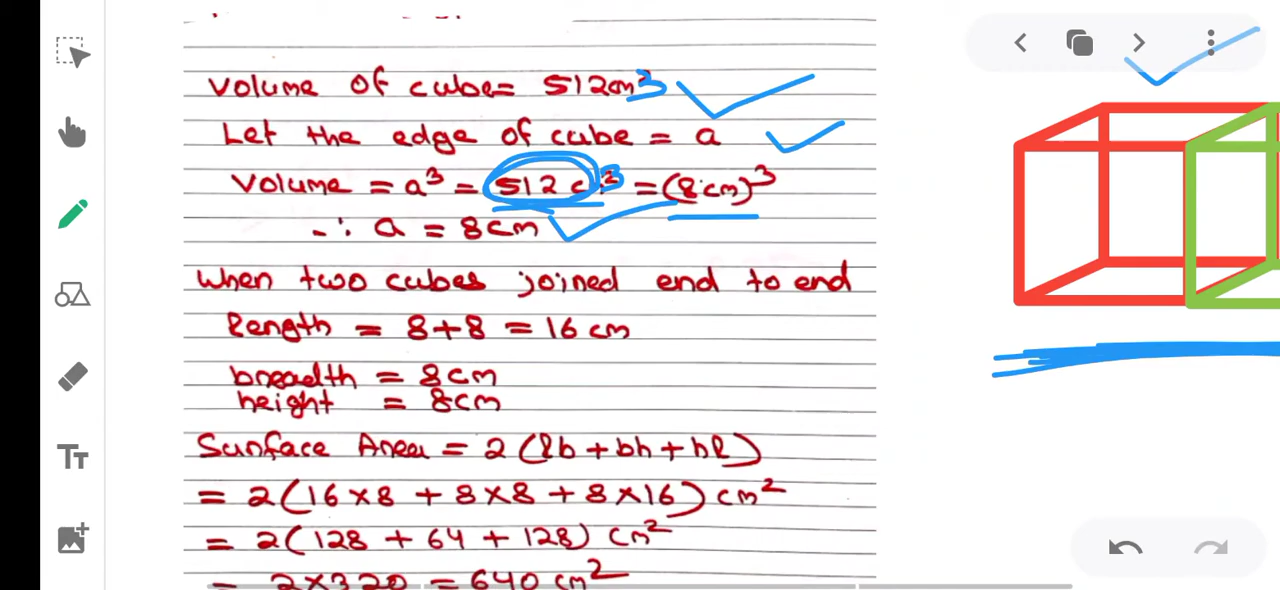 Volume of cube= 512cm³
Let the edge of cube = a
Volume = a³ = 512 c³ = (8cm)³
∴ a = 8cm
When two cubes joined end to end
length = 8+8 = 16 cm
breadth = 8cm
height = 8cm
Surface Area = 2 (lb + bh + hl)
= 2(16×8 + 8×8 + 8×16) cm²
= 2(128 + 64 + 128) cm²
= 2×320 = 640 cm²
TT